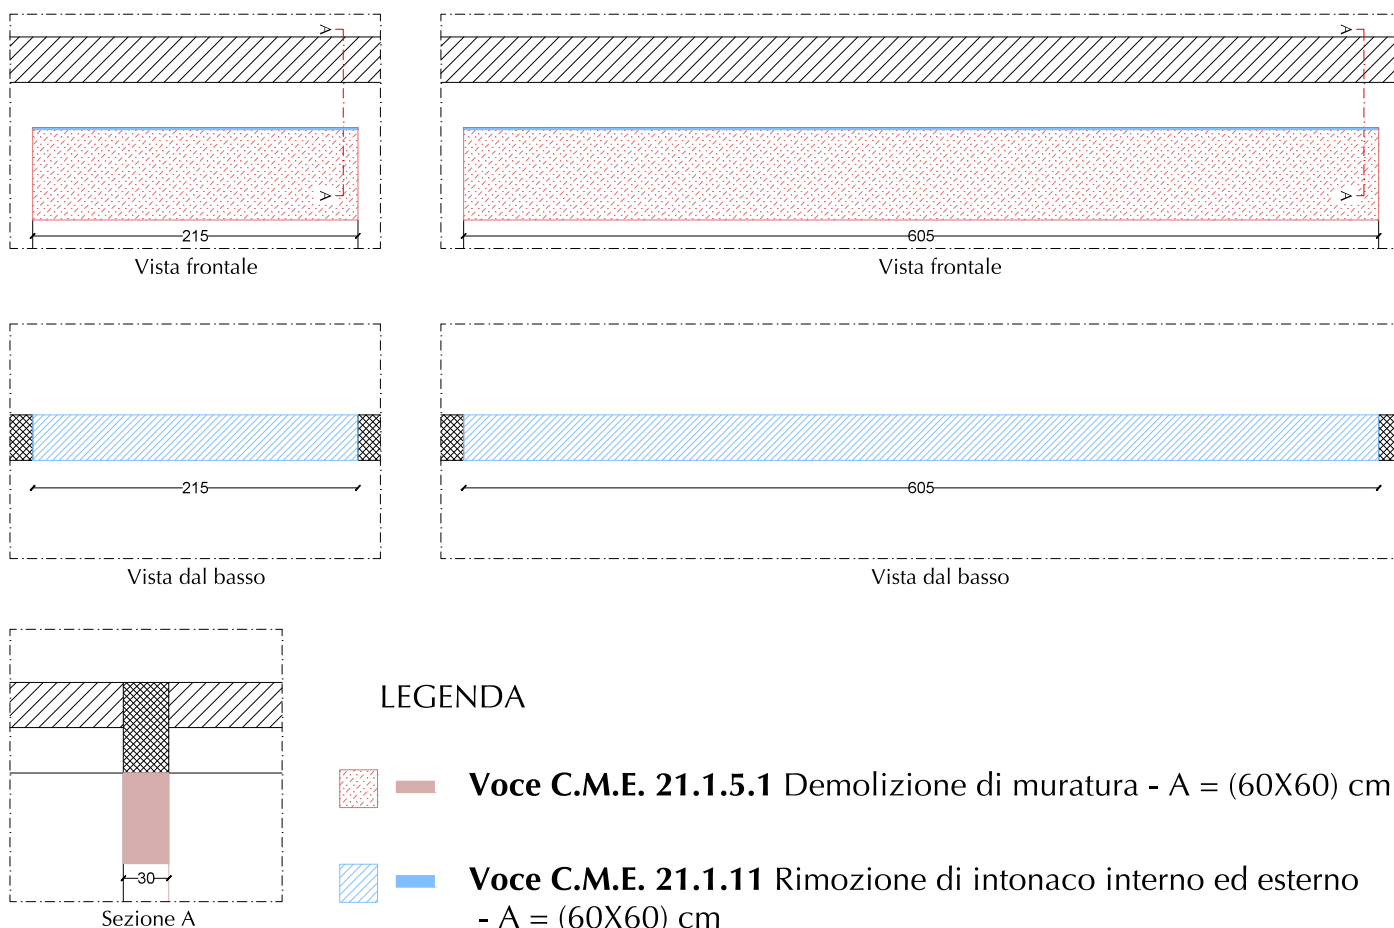 A
A
215
Vista frontale
A
A
605
Vista frontale
215
Vista dal basso
605
Vista dal basso
30
Sezione A
LEGENDA
Voce C.M.E. 21.1.5.1 Demolizione di muratura - A = (60X60) cm
Voce C.M.E. 21.1.11 Rimozione di intonaco interno ed esterno
- A = (60X60) cm